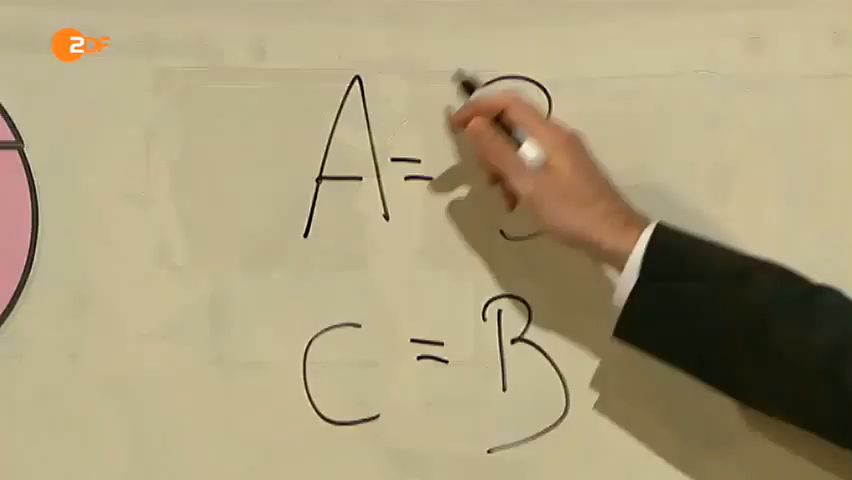 ZDF
A = B
C = B